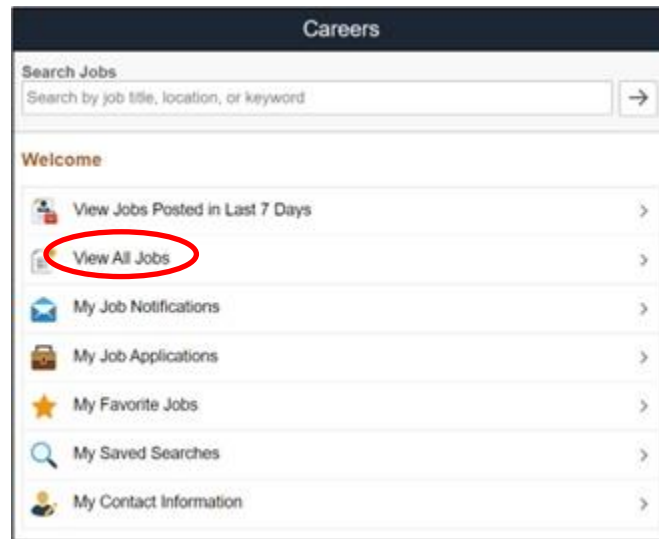 Careers
Search Jobs
Search by job title, location, or keyword
Welcome
View Jobs Posted in Last 7 Days
View All Jobs
My Job Notifications
My Job Applications
My Favorite Jobs
My Saved Searches
My Contact Information